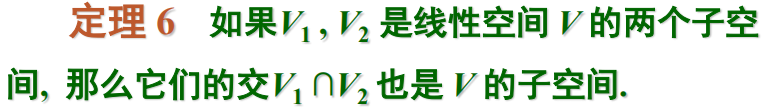 定理 6 如果V₁ , V₂ 是线性空间 V 的两个子空
间, 那么它们的交V₁∩V₂ 也是 V 的子空间.